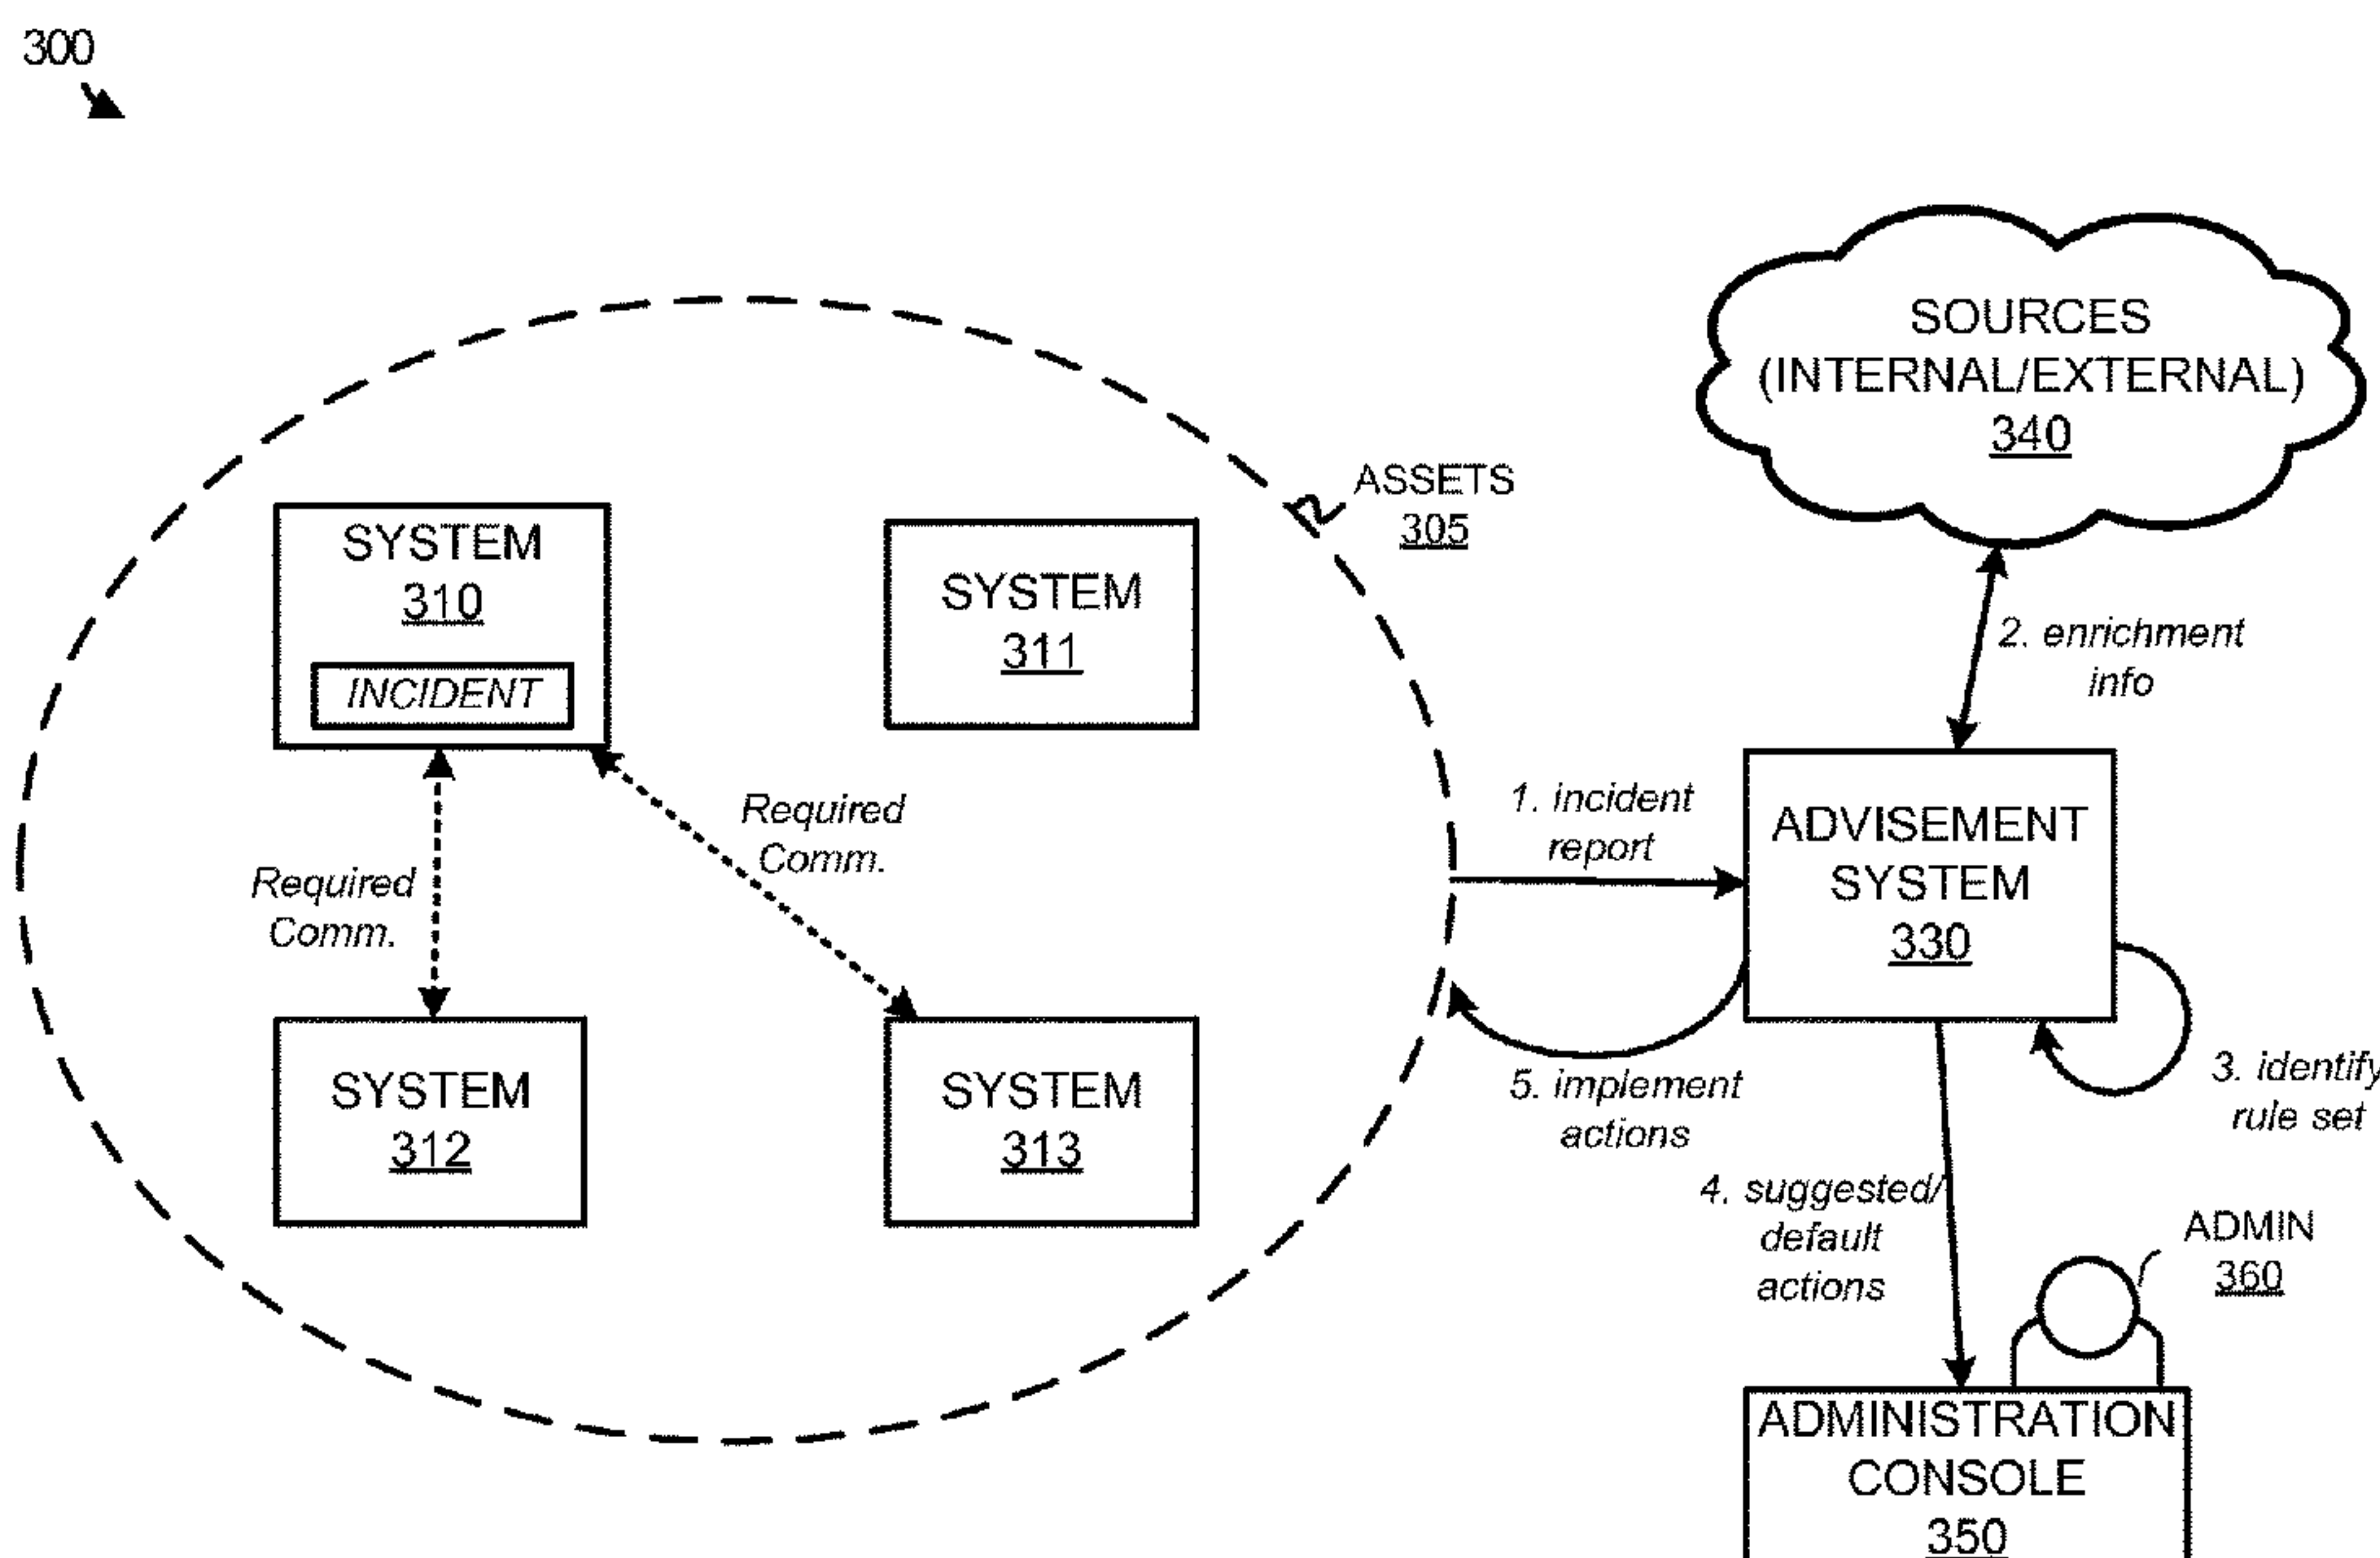 300
SOURCES
(INTERNAL/EXTERNAL)
340
ASSETS
305
SYSTEM
310
INCIDENT
SYSTEM
311
2. enrichment
info
Required
Comm.
1. incident
report
ADVISEMENT
SYSTEM
330
Required
Comm.
SYSTEM
312
SYSTEM
313
5. implement
actions
3. identify
rule set
4. suggested/
default
actions
ADMIN
360
ADMINISTRATION
CONSOLE
350